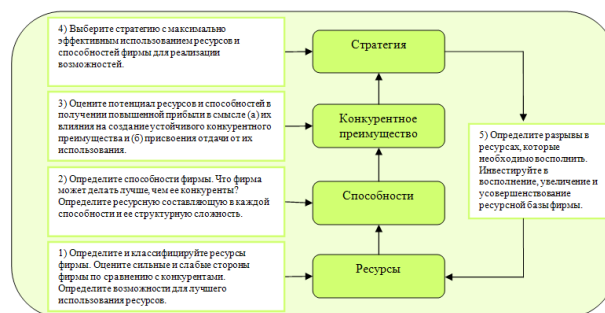 4) Выберите стратегию с максимально
эффективным использованием ресурсов и
способностей фирмы для реализации
возможностей.
Стратегия
3) Оцените потенциал ресурсов и способностей в
получении повышенной прибыли в смысле (а) их
влияния на создание устойчивого конкурентного
преимущества и (б) присвоения отдачи от их
использования.
Конкурентное
преимущество
5) Определите разрывы в
ресурсах, которые
необходимо восполнить.
Инвестируйте в
восполнение, увеличение и
усовершенствование
ресурсной базы фирмы.
2) Определите способности фирмы. Что фирма
может делать лучше, чем ее конкуренты?
Определите ресурсную составляющую в каждой
способности и ее структурную сложность.
Способности
1) Определите и классифицируйте ресурсы
фирмы. Оцените сильные и слабые стороны
фирмы по сравнению с конкурентами.
Определите возможности для лучшего
использования ресурсов.
Ресурсы